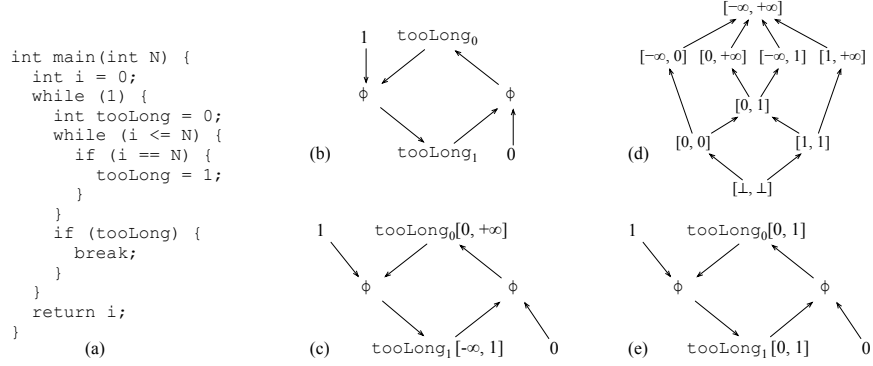 int main(int N) {
int i = 0;
while (1) {
int tooLong = 0;
while (i <= N) {
if (i == N) {
tooLong = 1;
}
}
if (tooLong) {
break;
}
}
return i;
}
(a)
1 tooLong0
ϕ ϕ
(b) tooLong1 0
[−∞, +∞]
[−∞, 0] [0, +∞] [−∞, 1] [1, +∞]
[0, 1]
(d) [0, 0] [1, 1]
[⊥, ⊥]
1 tooLong0[0, +∞]
ϕ ϕ
(c) tooLong1[-∞, 1] 0
1 tooLong0[0, 1]
ϕ ϕ
(e) tooLong1[0, 1] 0